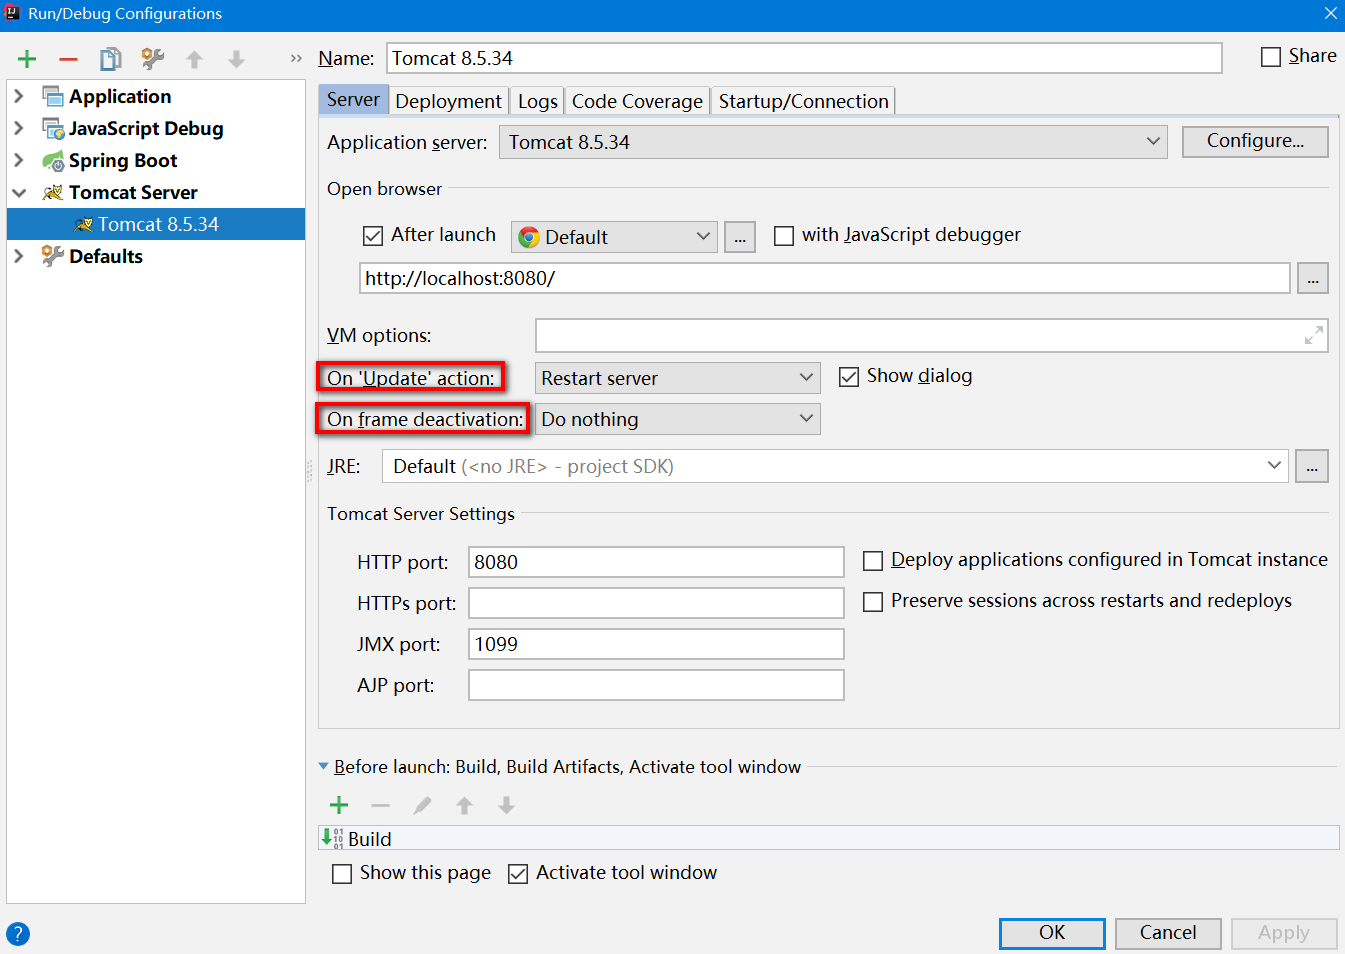 Run/Debug Configurations
Name: Tomcat 8.5.34 Share
Application
JavaScript Debug
Spring Boot
Tomcat Server
Tomcat 8.5.34
Defaults
Server Deployment Logs Code Coverage Startup/Connection
Application server: Tomcat 8.5.34 Configure...
Open browser
After launch Default ... with JavaScript debugger
http://localhost:8080/ ...
VM options:
On 'Update' action: Restart server Show dialog
On frame deactivation: Do nothing
JRE: Default (<no JRE> - project SDK) ...
Tomcat Server Settings
HTTP port: 8080 Deploy applications configured in Tomcat instance
HTTPs port: Preserve sessions across restarts and redeploys
JMX port: 1099
AJP port:
Before launch: Build, Build Artifacts, Activate tool window
Build
Show this page Activate tool window
? OK Cancel Apply